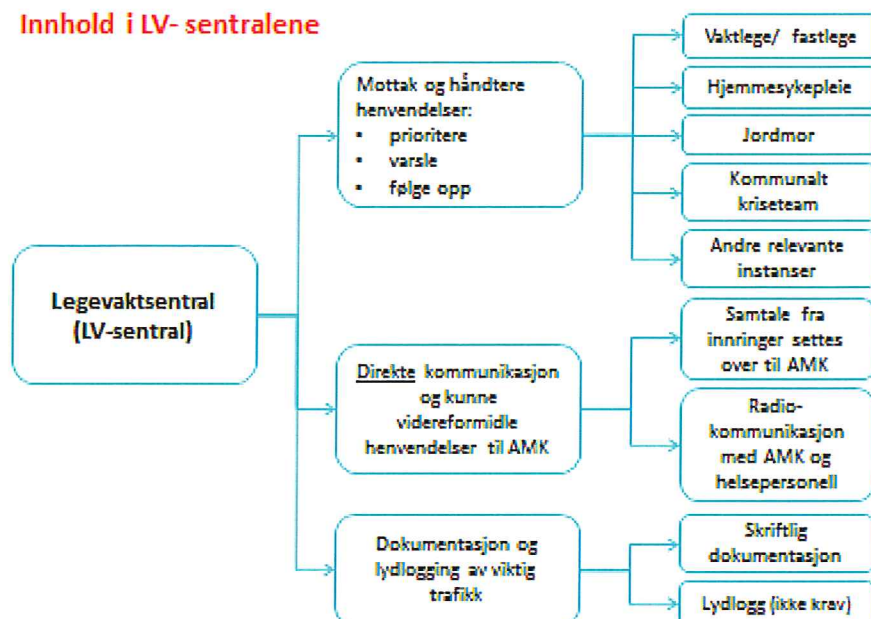 Innhold i LV- sentralene
Legevaktsentral
(LV-sentral)
Mottak og håndtere
henvendelser:
▪ prioritere
▪ varsle
▪ følge opp
Vaktlege/ fastlege
Hjemmesykepleie
Jordmor
Kommunalt
kriseteam
Andre relevante
instanser
Direkte kommunikasjon
og kunne
videreformidle
henvendelser til AMK
Samtale fra
innringer settes
over til AMK
Radio-
kommunikasjon
med AMK og
helsepersonell
Dokumentasjon og
lydlogging av viktig
trafikk
Skriftlig
dokumentasjon
Lydlogg (ikke krav)